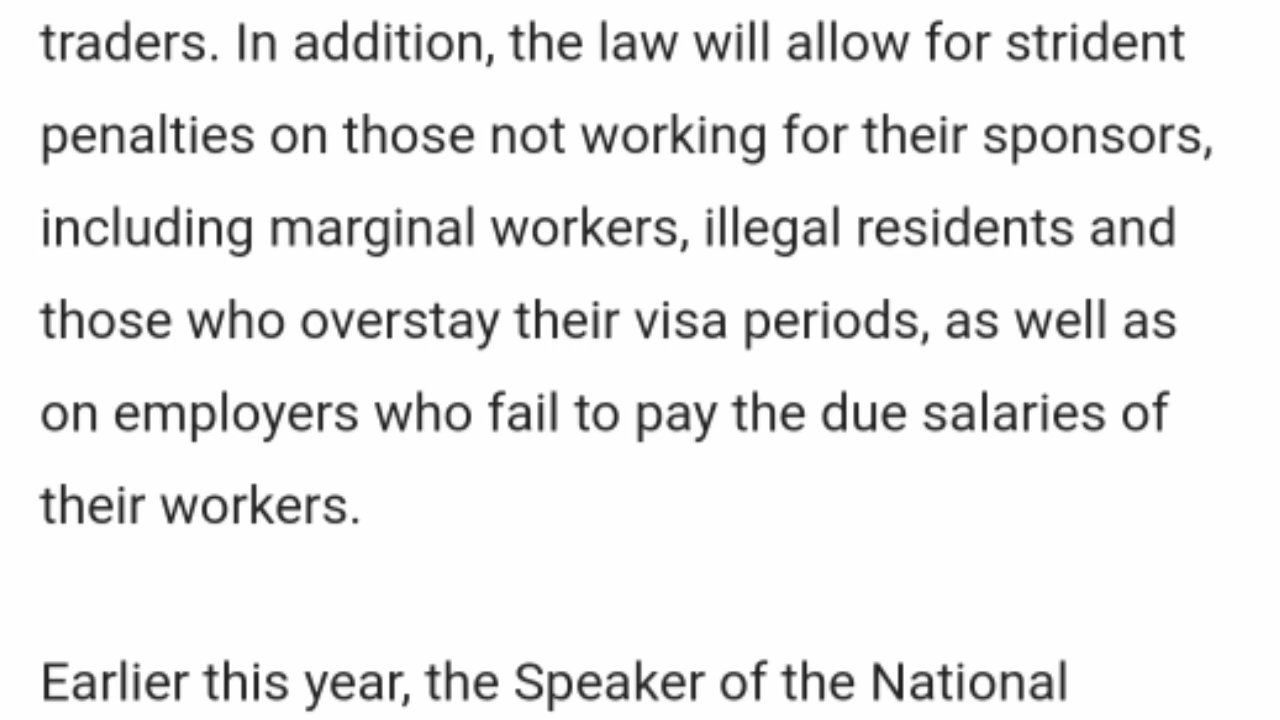 traders. In addition, the law will allow for strident
penalties on those not working for their sponsors,
including marginal workers, illegal residents and
those who overstay their visa periods, as well as
on employers who fail to pay the due salaries of
their workers.
Earlier this year, the Speaker of the National